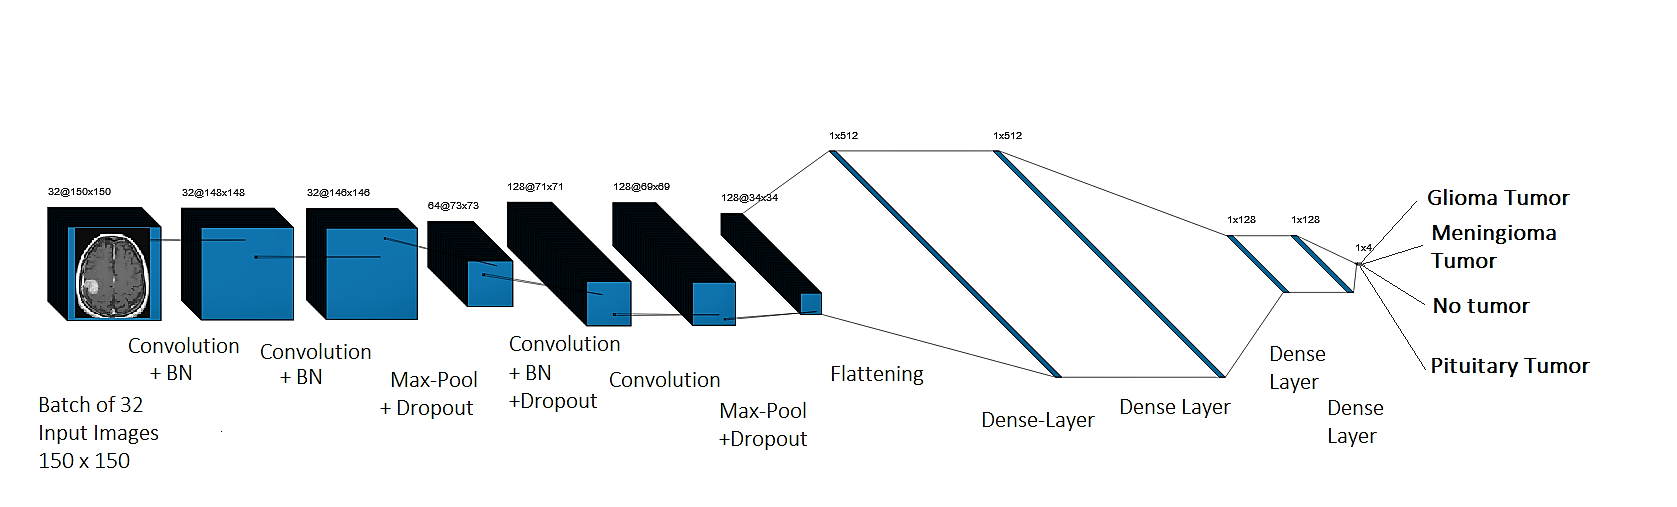 32@150x150
32@148x148
32@146x146
64@73x73
128@71x71
128@69x69
128@34x34
1x512
1x512
1x128
1x128
1x4
Glioma Tumor
Meningioma
Tumor
No tumor
Pituitary Tumor
Batch of 32
Input Images
150 x 150
Convolution
+ BN
Convolution
+ BN
Max-Pool
+ Dropout
Convolution
+ BN
+Dropout
Convolution
Max-Pool
+Dropout
Flattening
Dense-Layer
Dense Layer
Dense
Layer
Dense
Layer